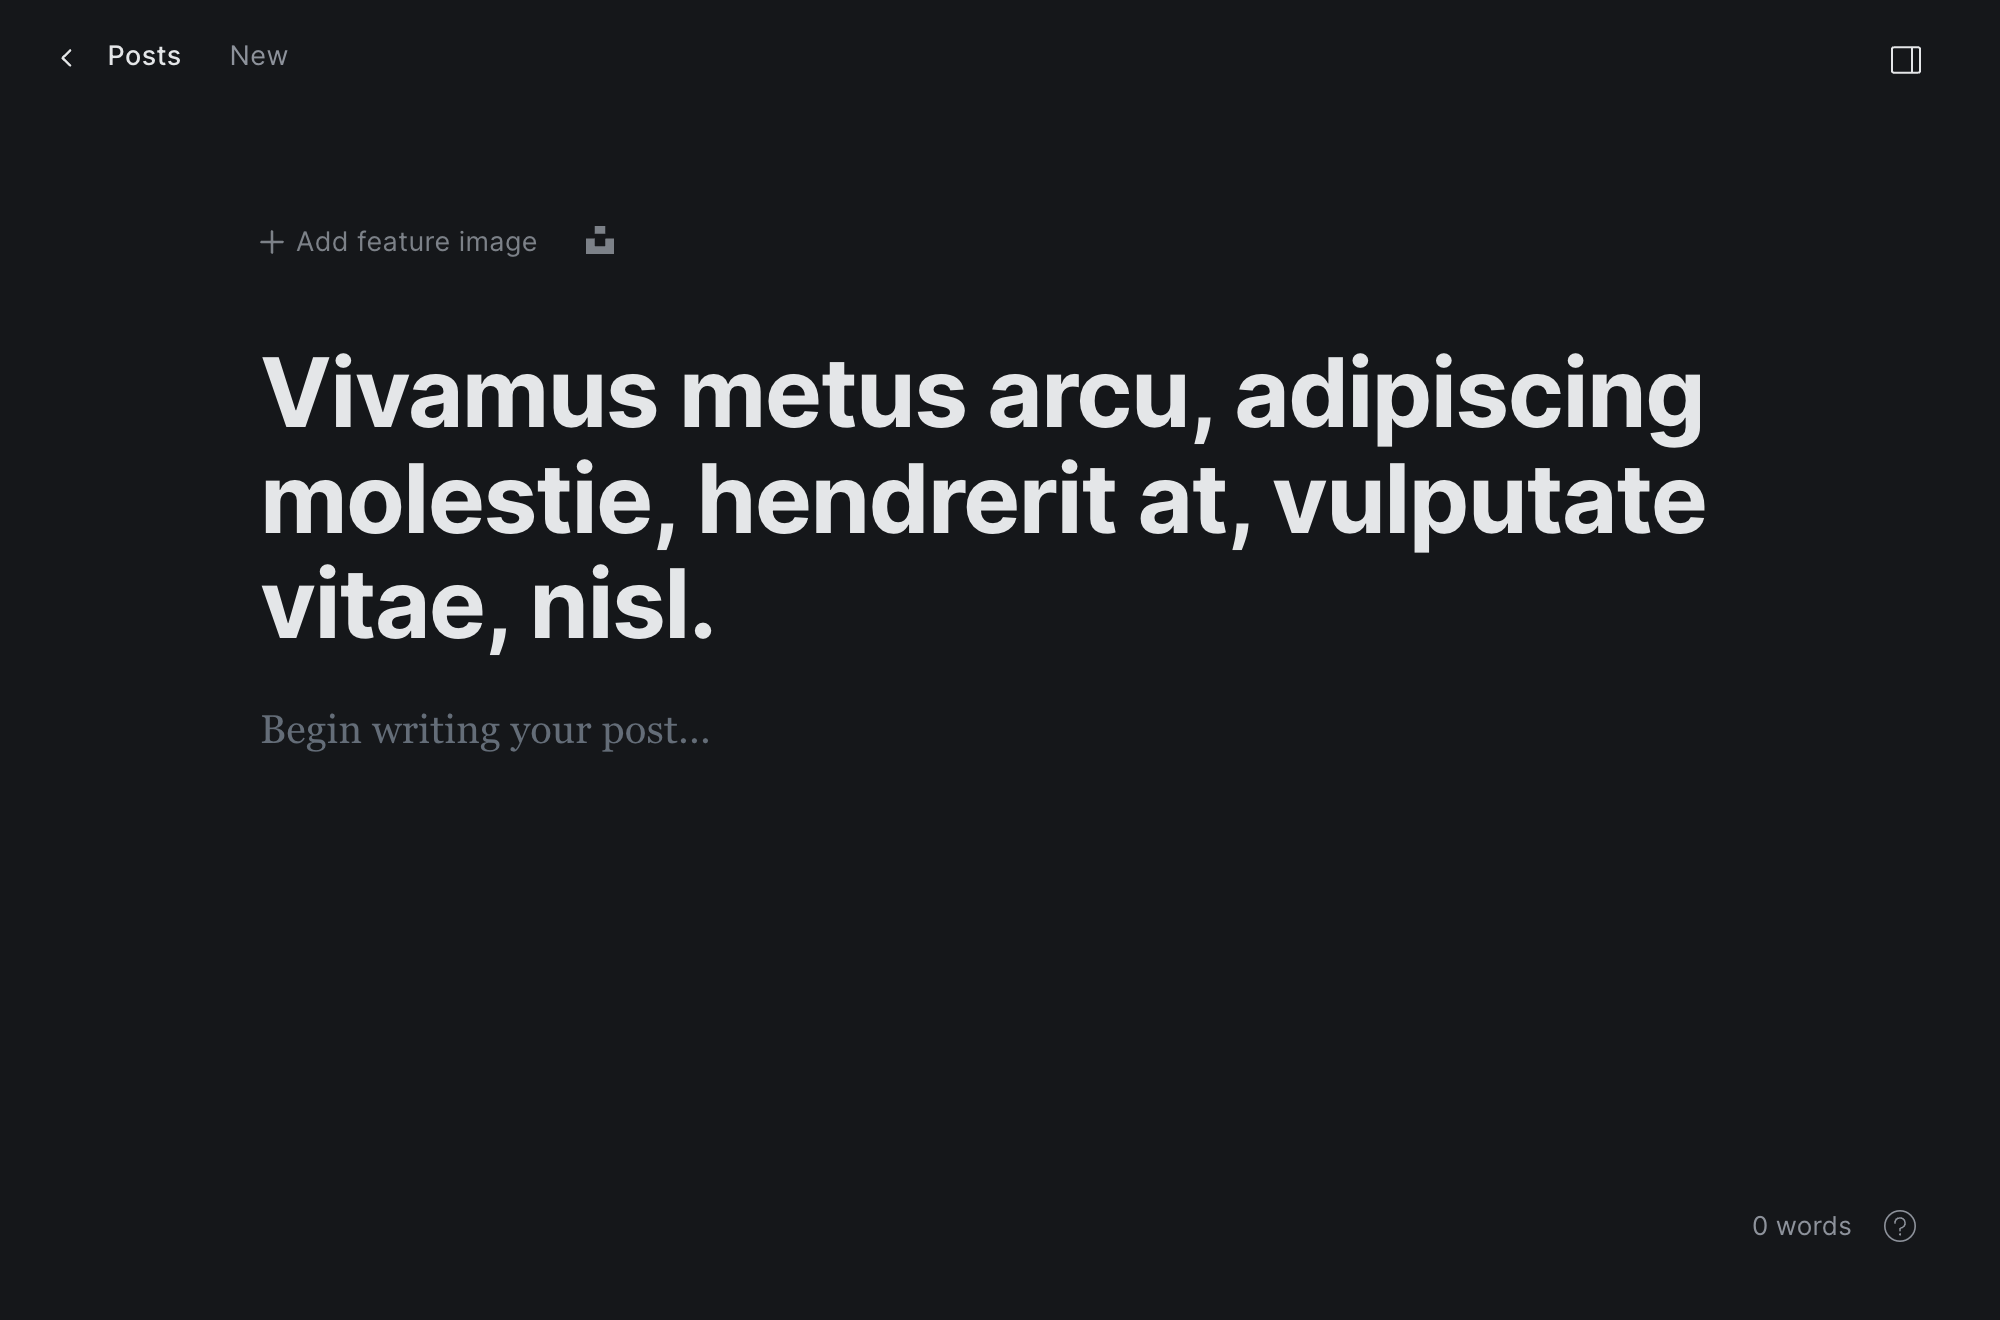 Posts New
Add feature image
Vivamus metus arcu, adipiscing
molestie, hendrerit at, vulputate
vitae, nisl.
Begin writing your post...
0 words ?